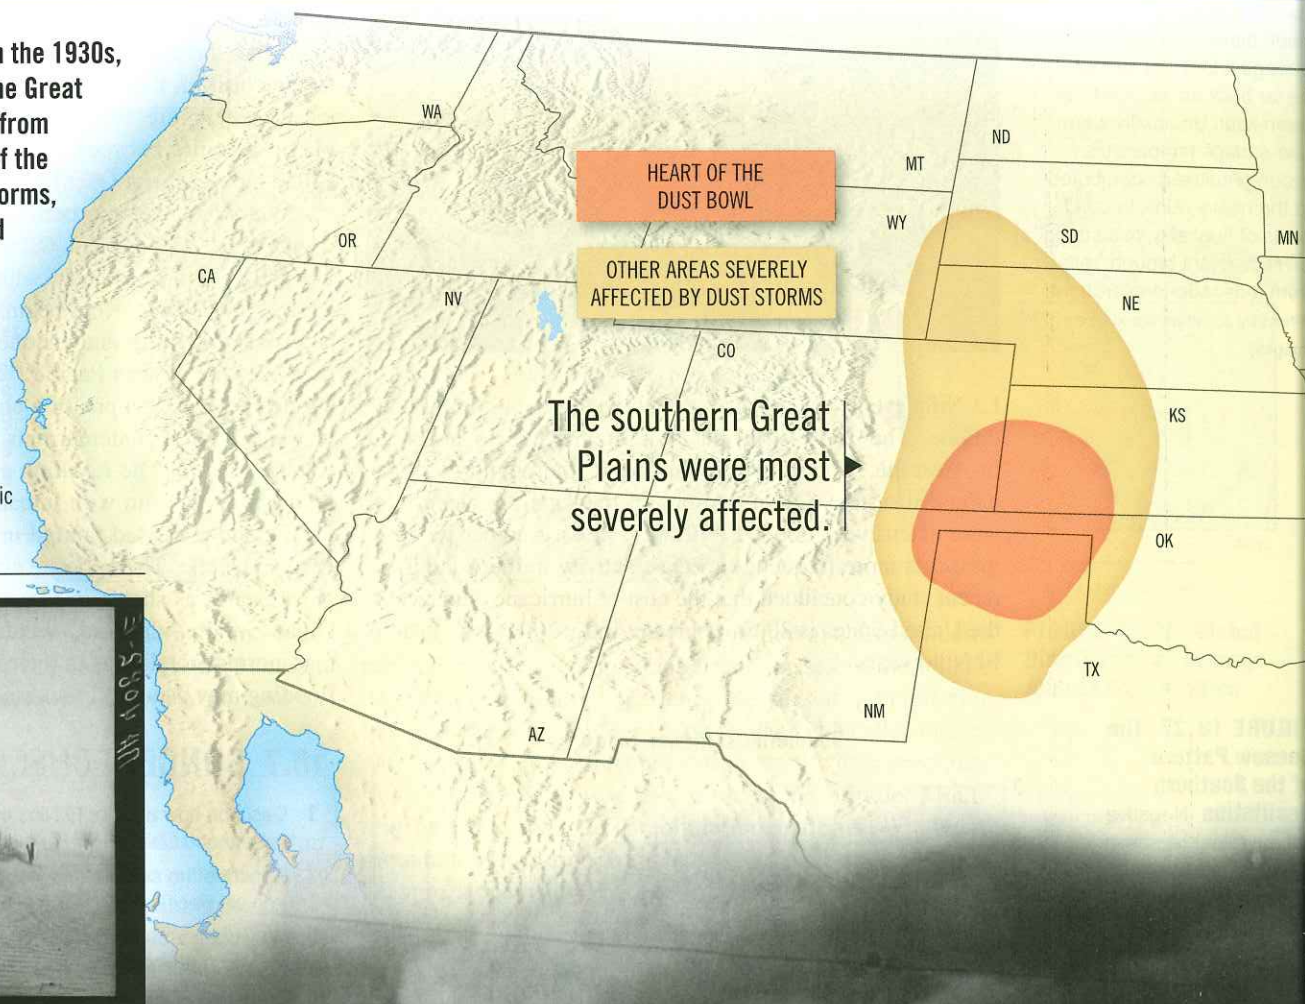 n the 1930s,
ne Great
from
f the
orms,
d
WA
MT
ND
HEART OF THE
DUST BOWL
WY
OR
SD
MN
CA
OTHER AREAS SEVERELY
AFFECTED BY DUST STORMS
NV
NE
CO
The southern Great
Plains were most
severely affected.
KS
ic
OK
TX
NM
AZ